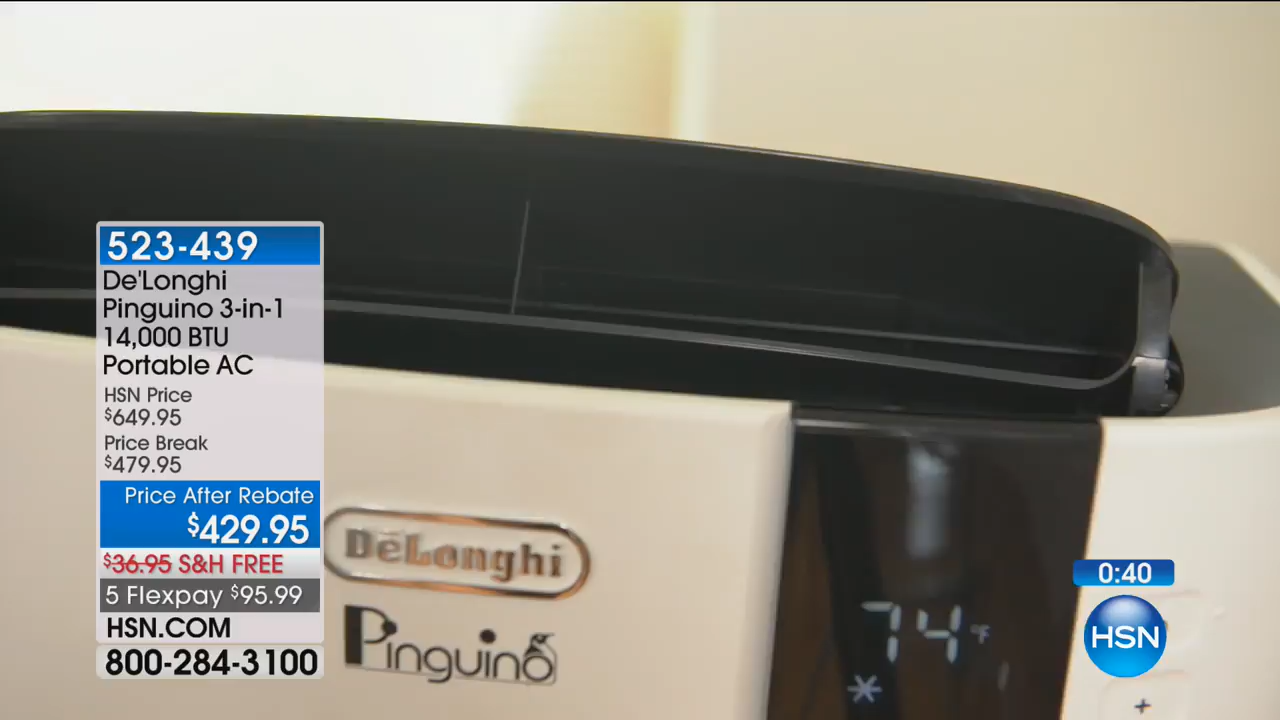 523-439
De'Longhi
Pinguino 3-in-1
14,000 BTU
Portable AC
HSN Price
$649.95
Price Break
$479.95
Price After Rebate
$429.95
$36.95 S&H FREE
5 Flexpay $95.99
HSN.COM
800-284-3100
DeLonghi
Pinguino
74°F
0:40
HSN
+